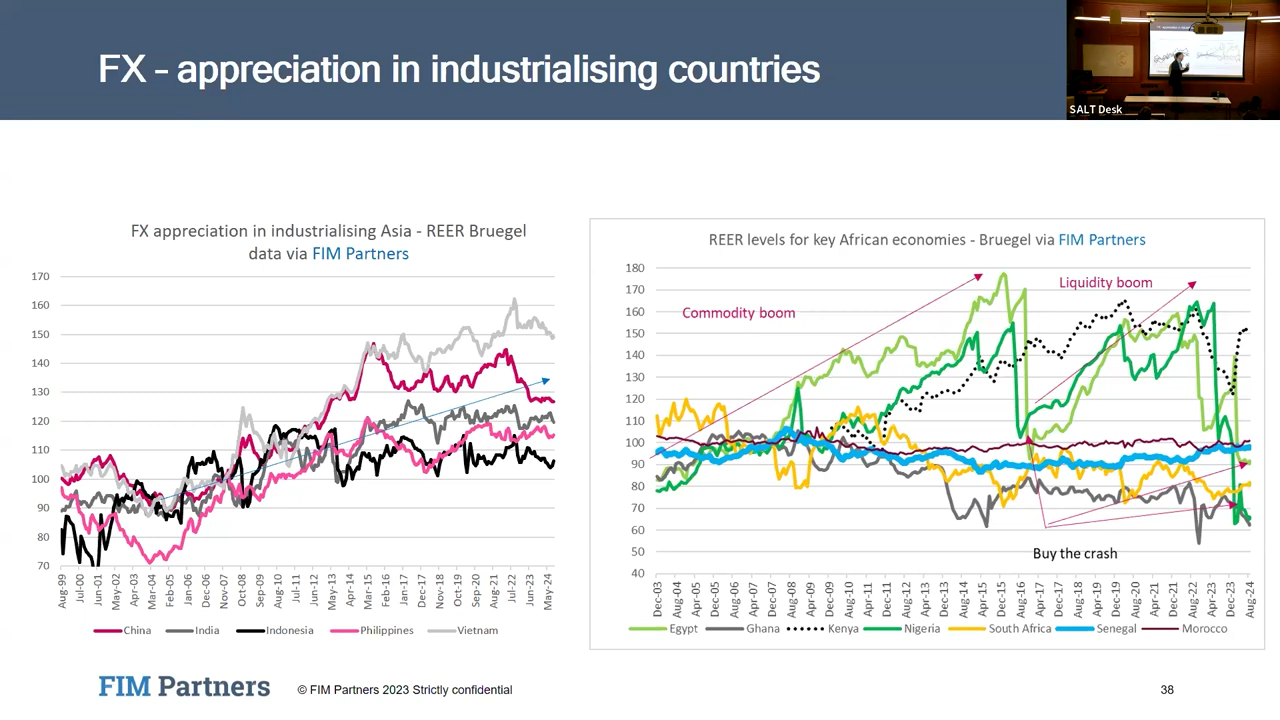 FX - appreciation in industrialising countries
SALT Desk
FX appreciation in industrialising Asia - REER Bruegel
data via FIM Partners
170
160
150
140
130
120
110
100
90
80
70
Aug-99
Jul-00
Jun-01
May-02
Apr-03
Mar-04
Feb-05
Jan-06
Dec-06
Nov-07
Oct-08
Sep-09
Aug-10
Jul-11
Jun-12
May-13
Apr-14
Mar-15
Feb-16
Jan-17
Dec-17
Nov-18
Oct-19
Sep-20
Aug-21
Jul-22
Jun-23
May-24
China
India
Indonesia
Philippines
Vietnam
REER levels for key African economies - Bruegel via FIM Partners
180
170
160
150
140
130
120
110
100
90
80
70
60
50
40
Commodity boom
Liquidity boom
Buy the crash
Dec-03
Aug-04
Apr-05
Dec-05
Aug-06
Apr-07
Dec-07
Aug-08
Apr-09
Dec-09
Aug-10
Apr-11
Dec-11
Aug-12
Apr-13
Dec-13
Aug-14
Apr-15
Dec-15
Aug-16
Apr-17
Dec-17
Aug-18
Apr-19
Dec-19
Aug-20
Apr-21
Dec-21
Aug-22
Apr-23
Dec-23
Aug-24
Egypt
Ghana
Kenya
Nigeria
South Africa
Senegal
Morocco
FIM Partners
© FIM Partners 2023 Strictly confidential
38